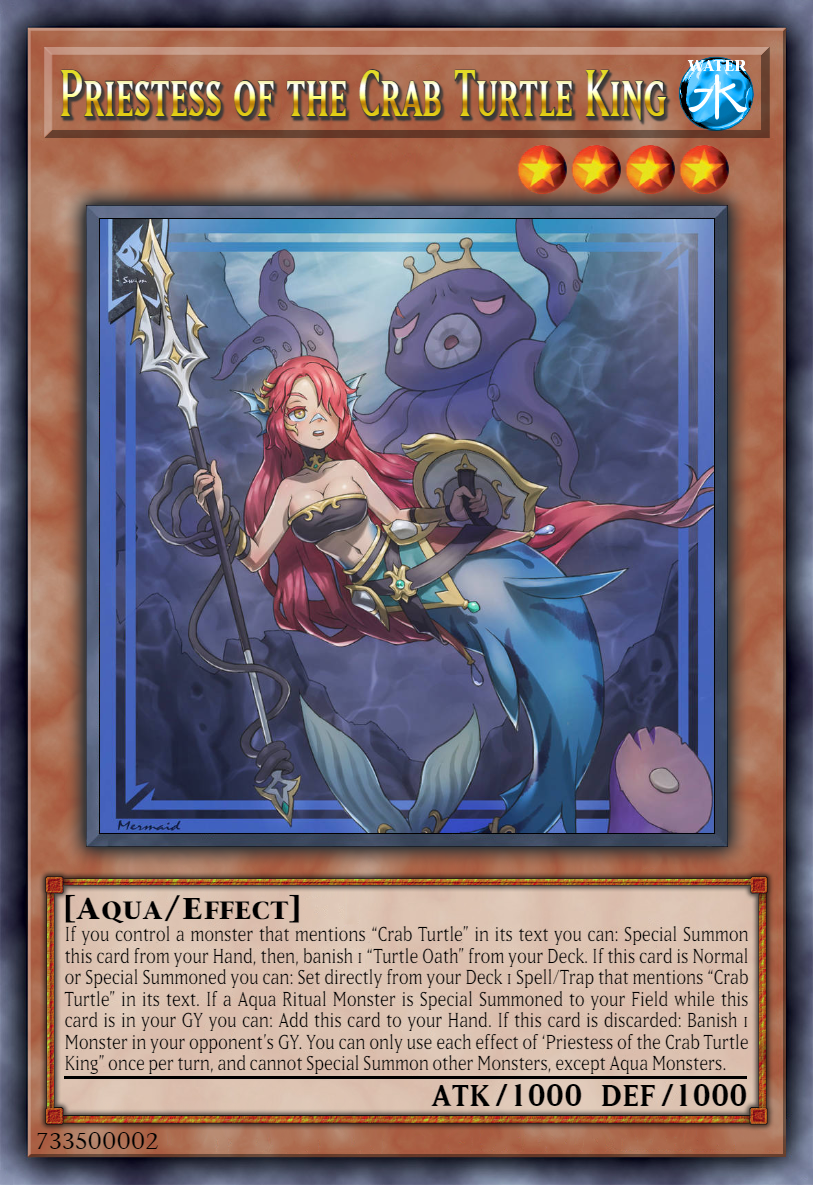 Priestess of the Crab Turtle King
WATER
水
Swim
Mermaid
[Aqua/Effect]
If you control a monster that mentions “Crab Turtle” in its text you can: Special Summon
this card from your Hand, then, banish 1 “Turtle Oath” from your Deck. If this card is Normal
or Special Summoned you can: Set directly from your Deck 1 Spell/Trap that mentions “Crab
Turtle” in its text. If a Aqua Ritual Monster is Special Summoned to your Field while this
card is in your GY you can: Add this card to your Hand. If this card is discarded: Banish 1
Monster in your opponent’s GY. You can only use each effect of ‘Priestess of the Crab Turtle
King” once per turn, and cannot Special Summon other Monsters, except Aqua Monsters.
ATK/1000 DEF/1000
733500002